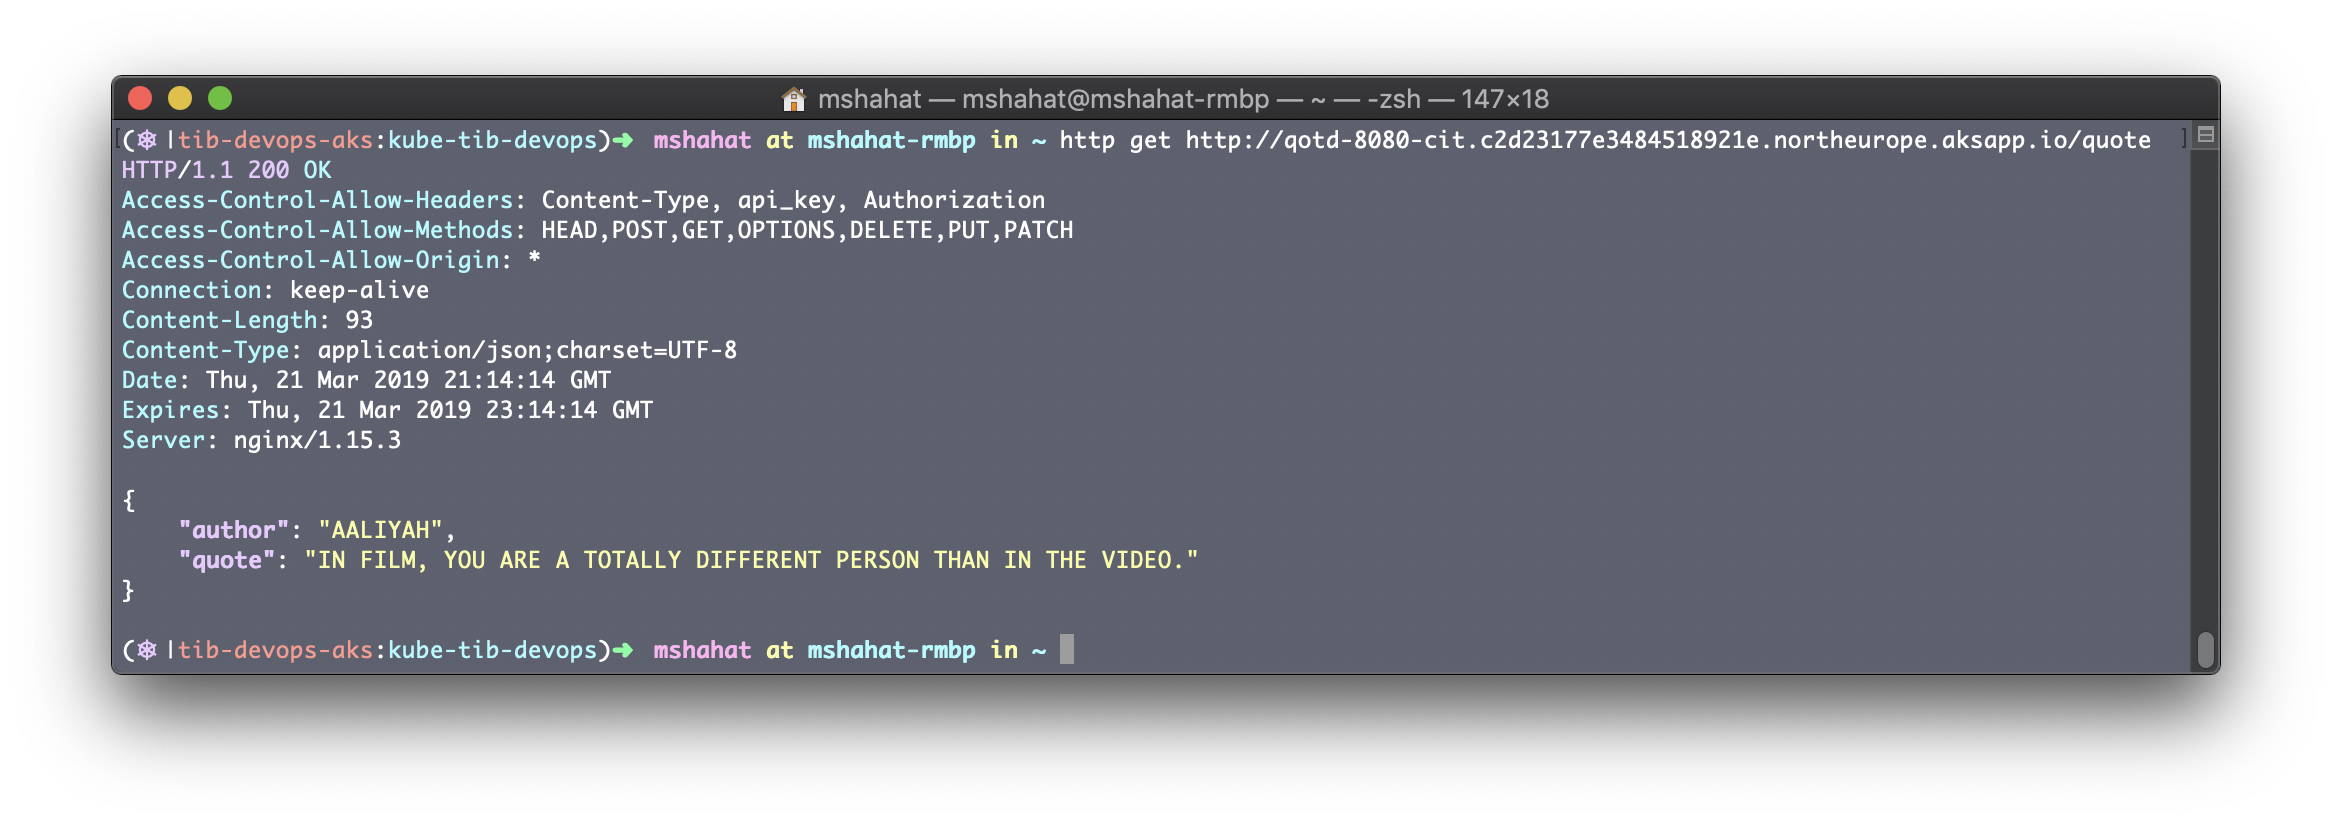 mshahat — mshahat@mshahat-rmbp — ~ — -zsh — 147×18
(⎈ |tib-devops-aks:kube-tib-devops)➜ mshahat at mshahat-rmbp in ~ http get http://qotd-8080-cit.c2d23177e3484518921e.northeurope.aksapp.io/quote
HTTP/1.1 200 OK
Access-Control-Allow-Headers: Content-Type, api_key, Authorization
Access-Control-Allow-Methods: HEAD,POST,GET,OPTIONS,DELETE,PUT,PATCH
Access-Control-Allow-Origin: *
Connection: keep-alive
Content-Length: 93
Content-Type: application/json;charset=UTF-8
Date: Thu, 21 Mar 2019 21:14:14 GMT
Expires: Thu, 21 Mar 2019 23:14:14 GMT
Server: nginx/1.15.3
{
    "author": "AALIYAH",
    "quote": "IN FILM, YOU ARE A TOTALLY DIFFERENT PERSON THAN IN THE VIDEO."
}
(⎈ |tib-devops-aks:kube-tib-devops)➜ mshahat at mshahat-rmbp in ~